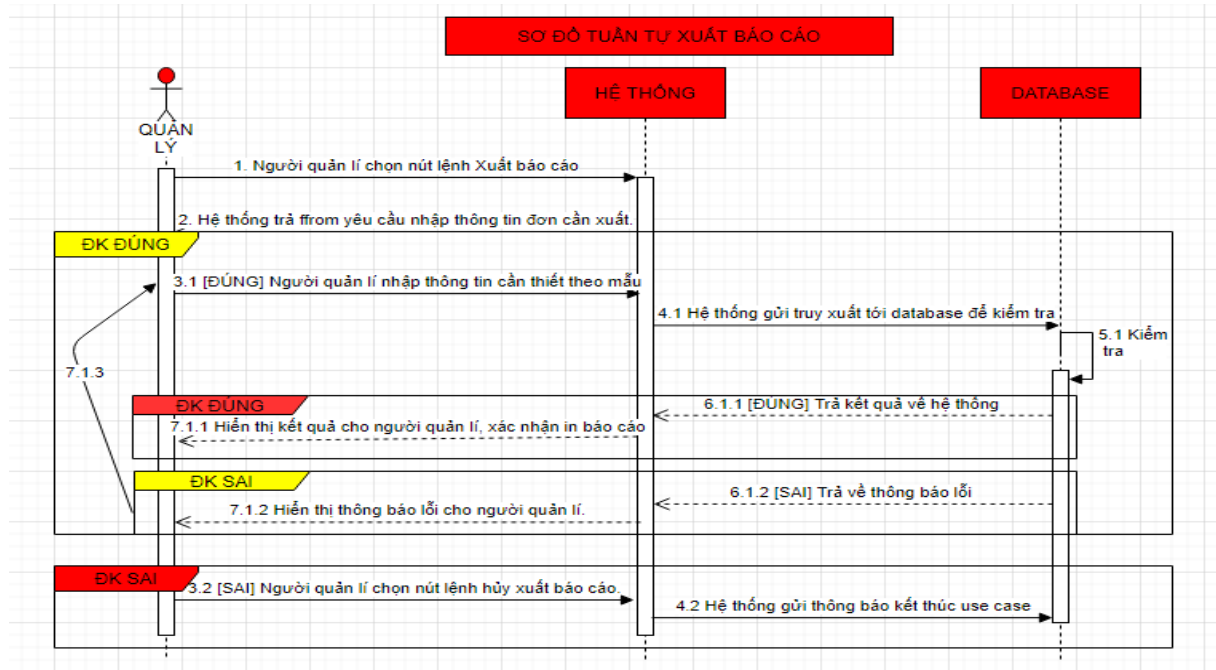 SƠ ĐỒ TUẦN TỰ XUẤT BÁO CÁO
HỆ THỐNG
DATABASE
QUẢN
LÝ
1. Người quản lí chọn nút lệnh Xuất báo cáo
2. Hệ thống trả ffrom yêu cầu nhập thông tin đơn cần xuất.
ĐK ĐÚNG
3.1 [ĐÚNG] Người quản lí nhập thông tin cần thiết theo mẫu
4.1 Hệ thống gửi truy xuất tới database để kiểm tra
5.1 Kiểm
tra
7.1.3
ĐK ĐÚNG
6.1.1 [ĐÚNG] Trả kết quả về hệ thống
7.1.1 Hiển thị kết quả cho người quản lí, xác nhận in báo cáo
ĐK SAI
6.1.2 [SAI] Trả về thông báo lỗi
7.1.2 Hiển thị thông báo lỗi cho người quản lí.
ĐK SAI
3.2 [SAI] Người quản lí chọn nút lệnh hủy xuất báo cáo.
4.2 Hệ thống gửi thông báo kết thúc use case